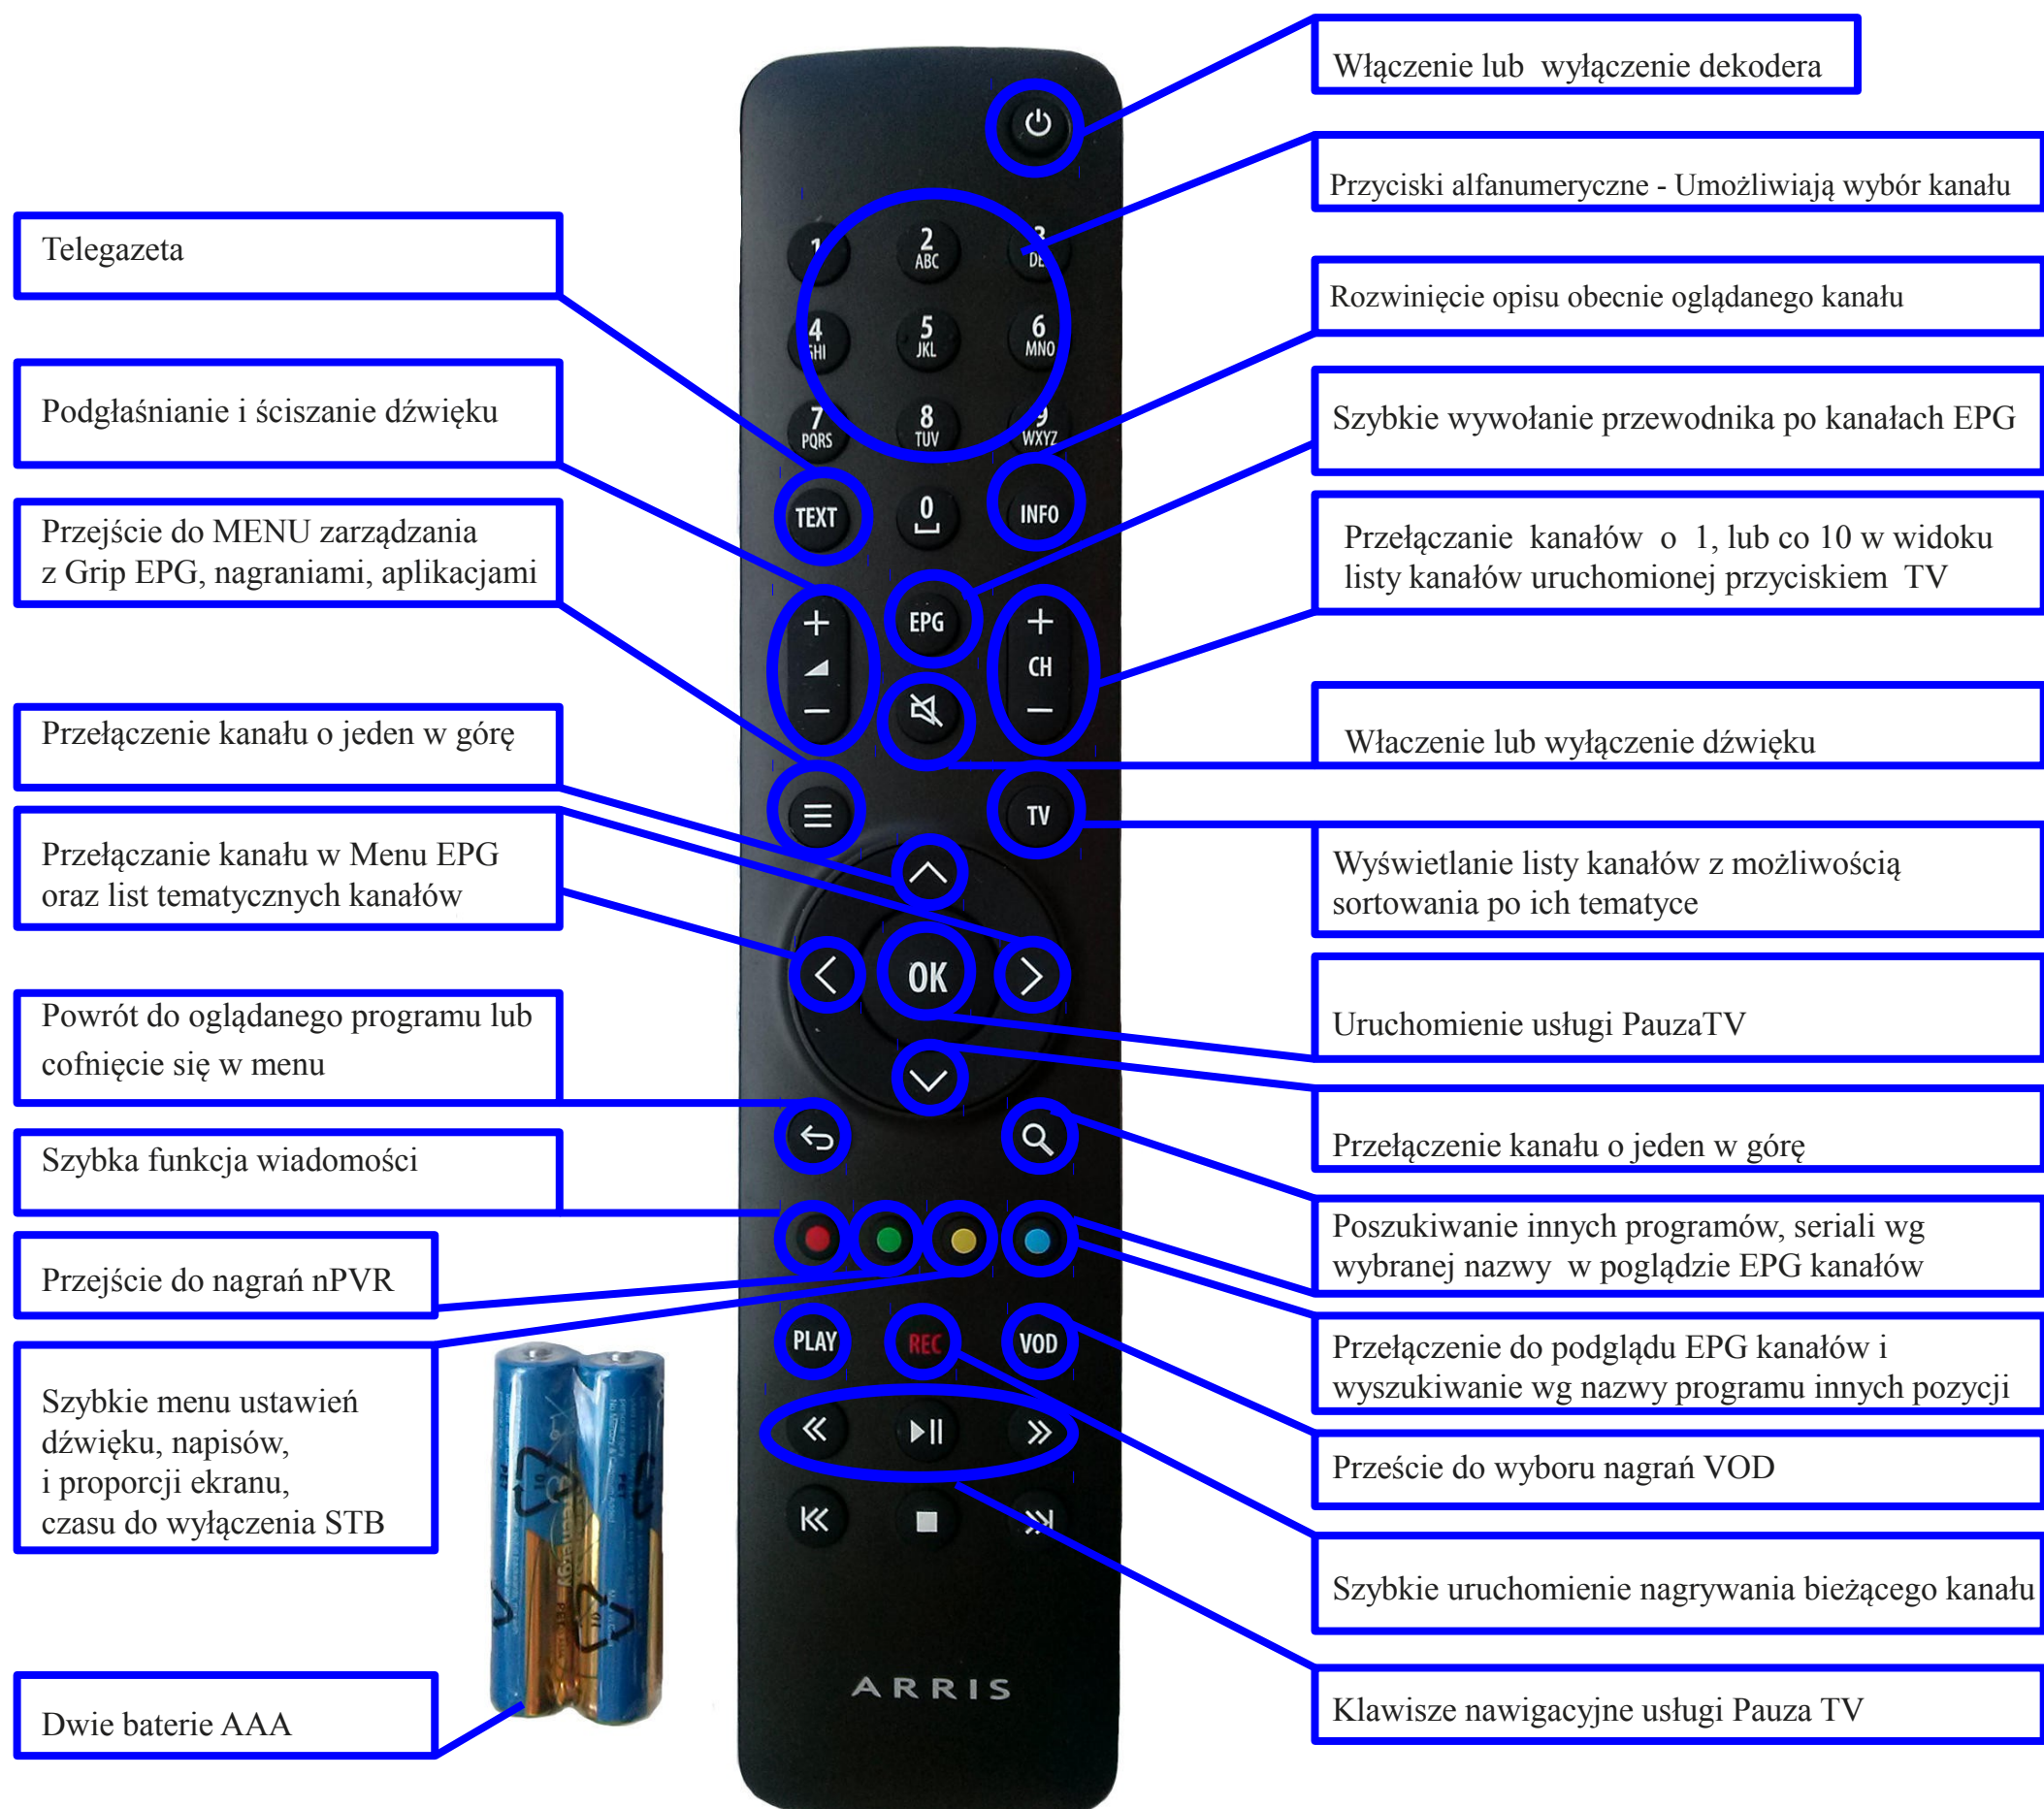 Włączenie lub wyłączenie dekodera
Przyciski alfanumeryczne - Umożliwiają wybór kanału
Rozwinięcie opisu obecnie oglądanego kanału
Szybkie wywołanie przewodnika po kanałach EPG
Przełączanie kanałów o 1, lub co 10 w widoku
listy kanałów uruchomionej przyciskiem TV
Właczenie lub wyłączenie dźwięku
Wyświetlanie listy kanałów z możliwością
sortowania po ich tematyce
Uruchomienie usługi PauzaTV
Przełączenie kanału o jeden w górę
Poszukiwanie innych programów, seriali wg
wybranej nazwy w poglądzie EPG kanałów
Przełączenie do podglądu EPG kanałów i
wyszukiwanie wg nazwy programu innych pozycji
Przeście do wyboru nagrań VOD
Szybkie uruchomienie nagrywania bieżącego kanału
Klawisze nawigacyjne usługi Pauza TV
Telegazeta
Podgłaśnianie i ściszanie dźwięku
Przejście do MENU zarządzania
z Grip EPG, nagraniami, aplikacjami
Przełączenie kanału o jeden w górę
Przełączanie kanału w Menu EPG
oraz list tematycznych kanałów
Powrót do oglądanego programu lub
cofnięcie się w menu
Szybka funkcja wiadomości
Przejście do nagrań nPVR
Szybkie menu ustawień
dźwięku, napisów,
i proporcji ekranu,
czasu do wyłączenia STB
Dwie baterie AAA
1 2 3
ABC DE
4 5 6
GHI JKL MNO
7 8 9
PQRS TUV WXYZ
TEXT 0 INFO
+ EPG +
CH
− −
TV
OK
PLAY REC VOD
ARRIS